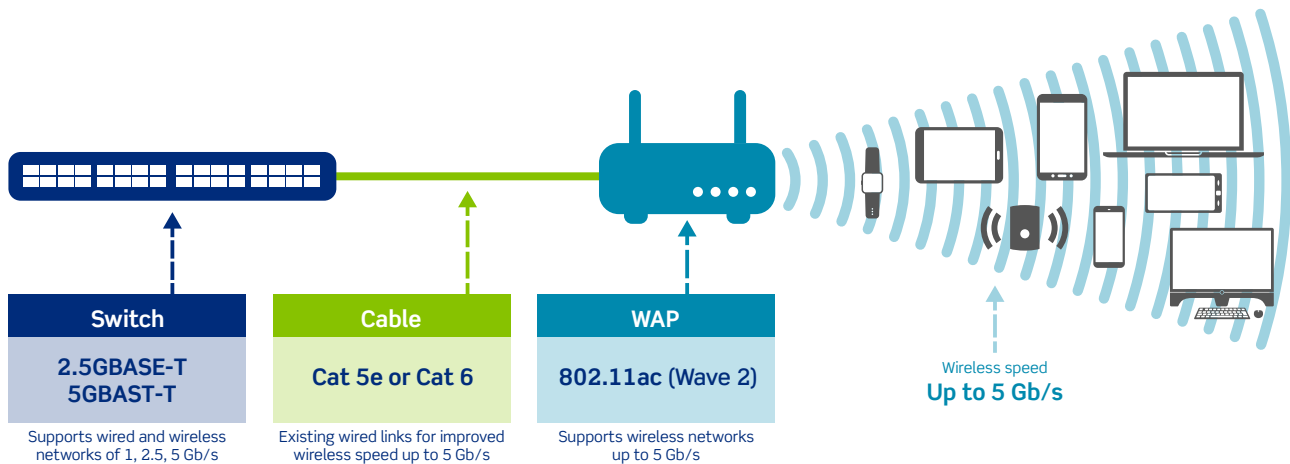 Switch
2.5GBASE-T
5GBAST-T
Supports wired and wireless
networks of 1, 2.5, 5 Gb/s
Cable
Cat 5e or Cat 6
Existing wired links for improved
wireless speed up to 5 Gb/s
WAP
802.11ac (Wave 2)
Supports wireless networks
up to 5 Gb/s
Wireless speed
Up to 5 Gb/s